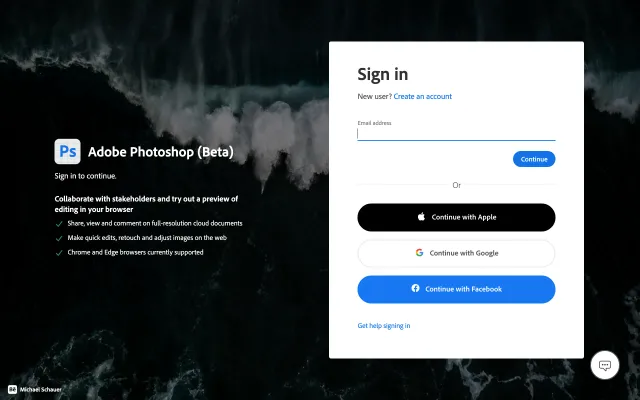 Ps Adobe Photoshop (Beta)
Sign in to continue.
Collaborate with stakeholders and try out a preview of
editing in your browser
Share, view and comment on full-resolution cloud documents
Make quick edits, retouch and adjust images on the web
Chrome and Edge browsers currently supported
Bē Michael Schauer
Sign in
New user? Create an account
Email address
Continue
Or
Continue with Apple
Continue with Google
Continue with Facebook
Get help signing in